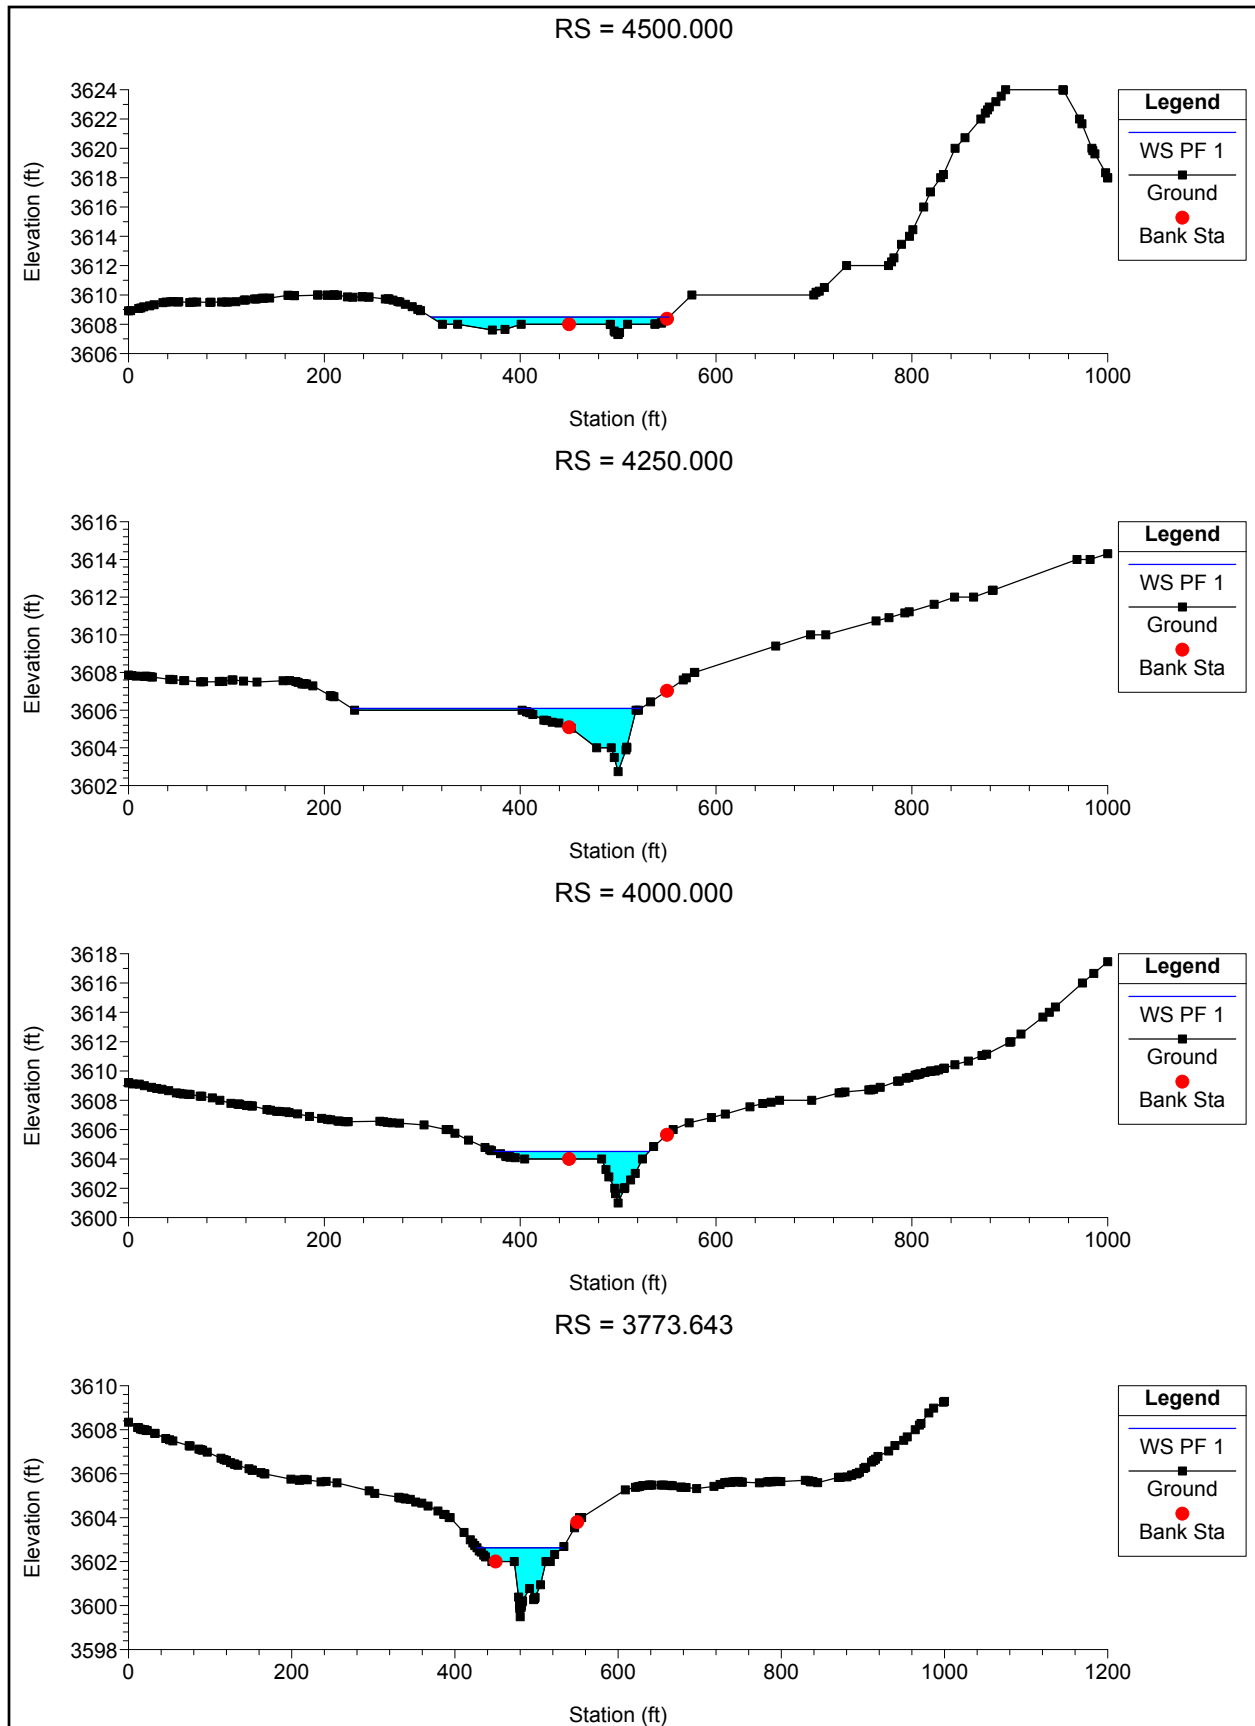 RS = 4500.000
3624
3622
3620
3618
3616
3614
3612
3610
3608
3606
Elevation (ft)
0 200 400 600 800 1000
Station (ft)
Legend
WS PF 1
Ground
Bank Sta
RS = 4250.000
3616
3614
3612
3610
3608
3606
3604
3602
Elevation (ft)
0 200 400 600 800 1000
Station (ft)
Legend
WS PF 1
Ground
Bank Sta
RS = 4000.000
3618
3616
3614
3612
3610
3608
3606
3604
3602
3600
Elevation (ft)
0 200 400 600 800 1000
Station (ft)
Legend
WS PF 1
Ground
Bank Sta
RS = 3773.643
3610
3608
3606
3604
3602
3600
3598
Elevation (ft)
0 200 400 600 800 1000 1200
Station (ft)
Legend
WS PF 1
Ground
Bank Sta